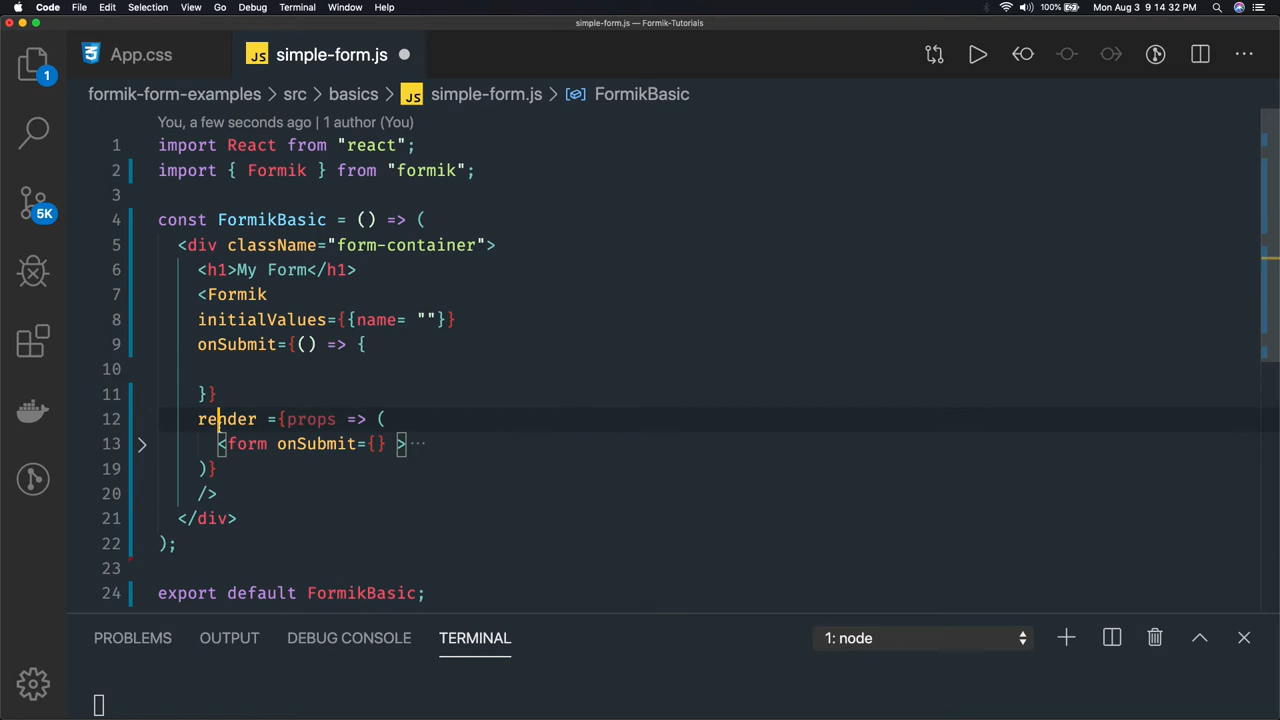 Code File Edit Selection View Go Debug Terminal Window Help 100% Mon Aug 3 9:14:32 PM
simple-form.js — Formik-Tutorials
App.css JS simple-form.js
1
formik-form-examples > src > basics > JS simple-form.js > FormikBasic
You, a few seconds ago | 1 author (You)
1 import React from "react";
2 import { Formik } from "formik";
3
5K
4 const FormikBasic = () => (
5 <div className="form-container">
6 <h1>My Form</h1>
7 <Formik
8 initialValues={{name= ""}}
9 onSubmit={() => {
10
11 }}
12 render ={props => (
13 <form onSubmit={} >···
19 )}
20 />
21 </div>
22 );
23
24 export default FormikBasic;
PROBLEMS OUTPUT DEBUG CONSOLE TERMINAL 1: node